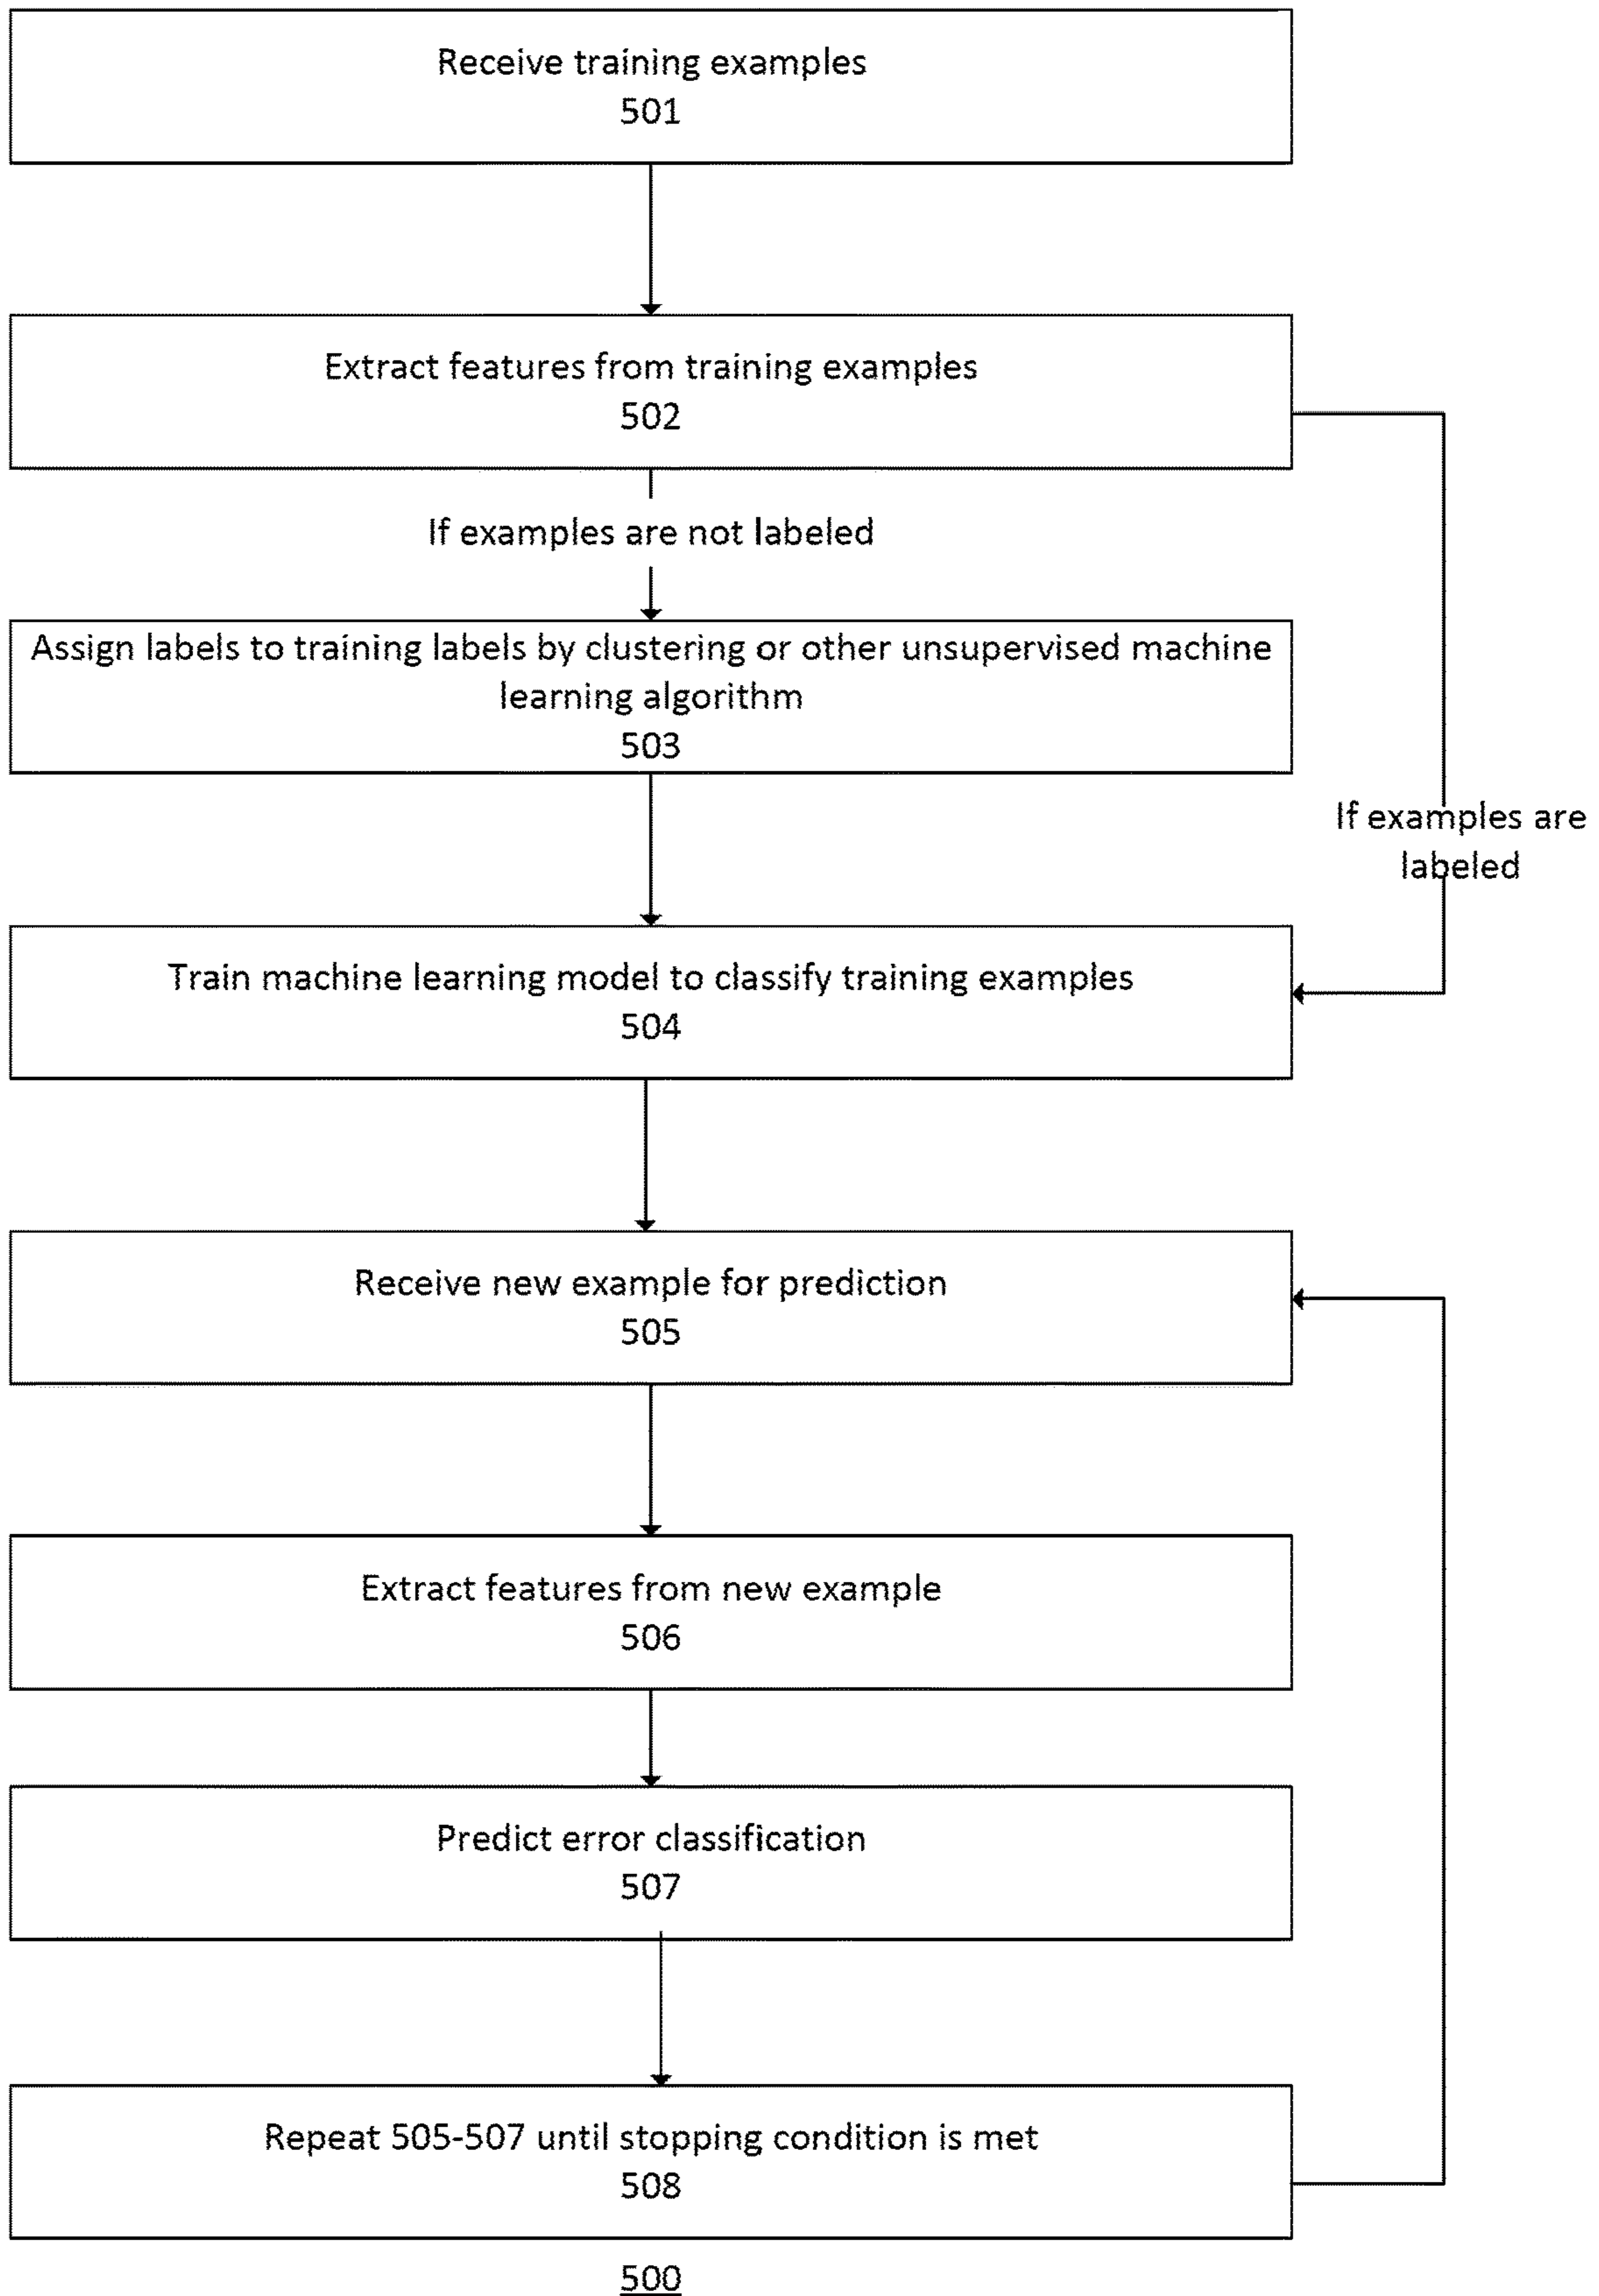 Receive training examples
501
Extract features from training examples
502
If examples are not labeled
Assign labels to training labels by clustering or other unsupervised machine
learning algorithm
503
If examples are
labeled
Train machine learning model to classify training examples
504
Receive new example for prediction
505
Extract features from new example
506
Predict error classification
507
Repeat 505-507 until stopping condition is met
508
500